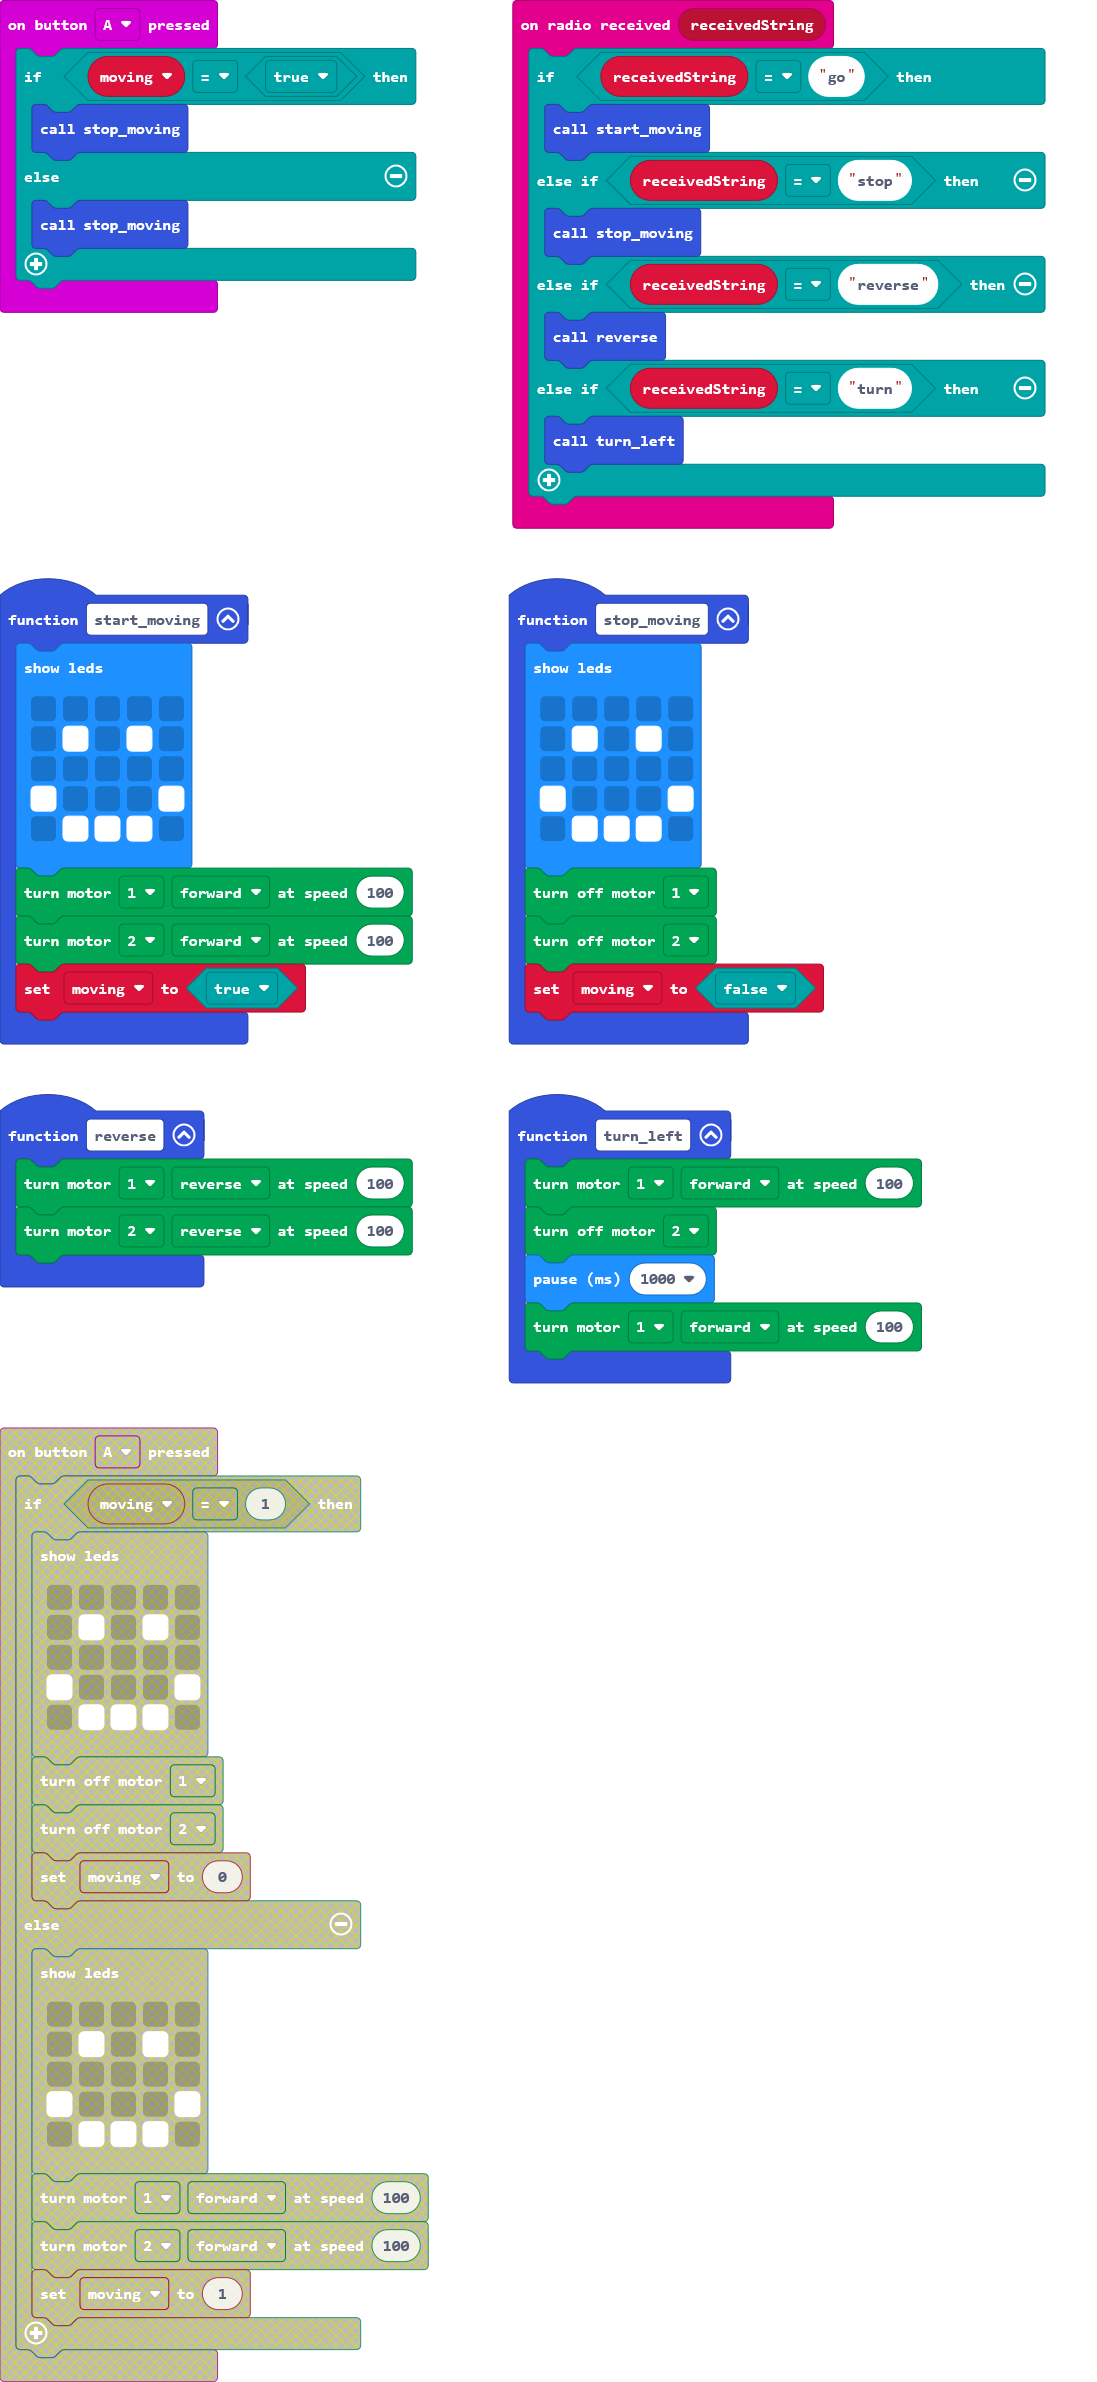 on button A pressed
if moving = true then
call stop_moving
else
call stop_moving
on radio received receivedString
if receivedString = "go" then
call start_moving
else if receivedString = "stop" then
call stop_moving
else if receivedString = "reverse" then
call reverse
else if receivedString = "turn" then
call turn_left
function start_moving
show leds
turn motor 1 forward at speed 100
turn motor 2 forward at speed 100
set moving to true
function stop_moving
show leds
turn off motor 1
turn off motor 2
set moving to false
function reverse
turn motor 1 reverse at speed 100
turn motor 2 reverse at speed 100
function turn_left
turn motor 1 forward at speed 100
turn off motor 2
pause (ms) 1000
turn motor 1 forward at speed 100
on button A pressed
if moving = 1 then
show leds
turn off motor 1
turn off motor 2
set moving to 0
else
show leds
turn motor 1 forward at speed 100
turn motor 2 forward at speed 100
set moving to 1